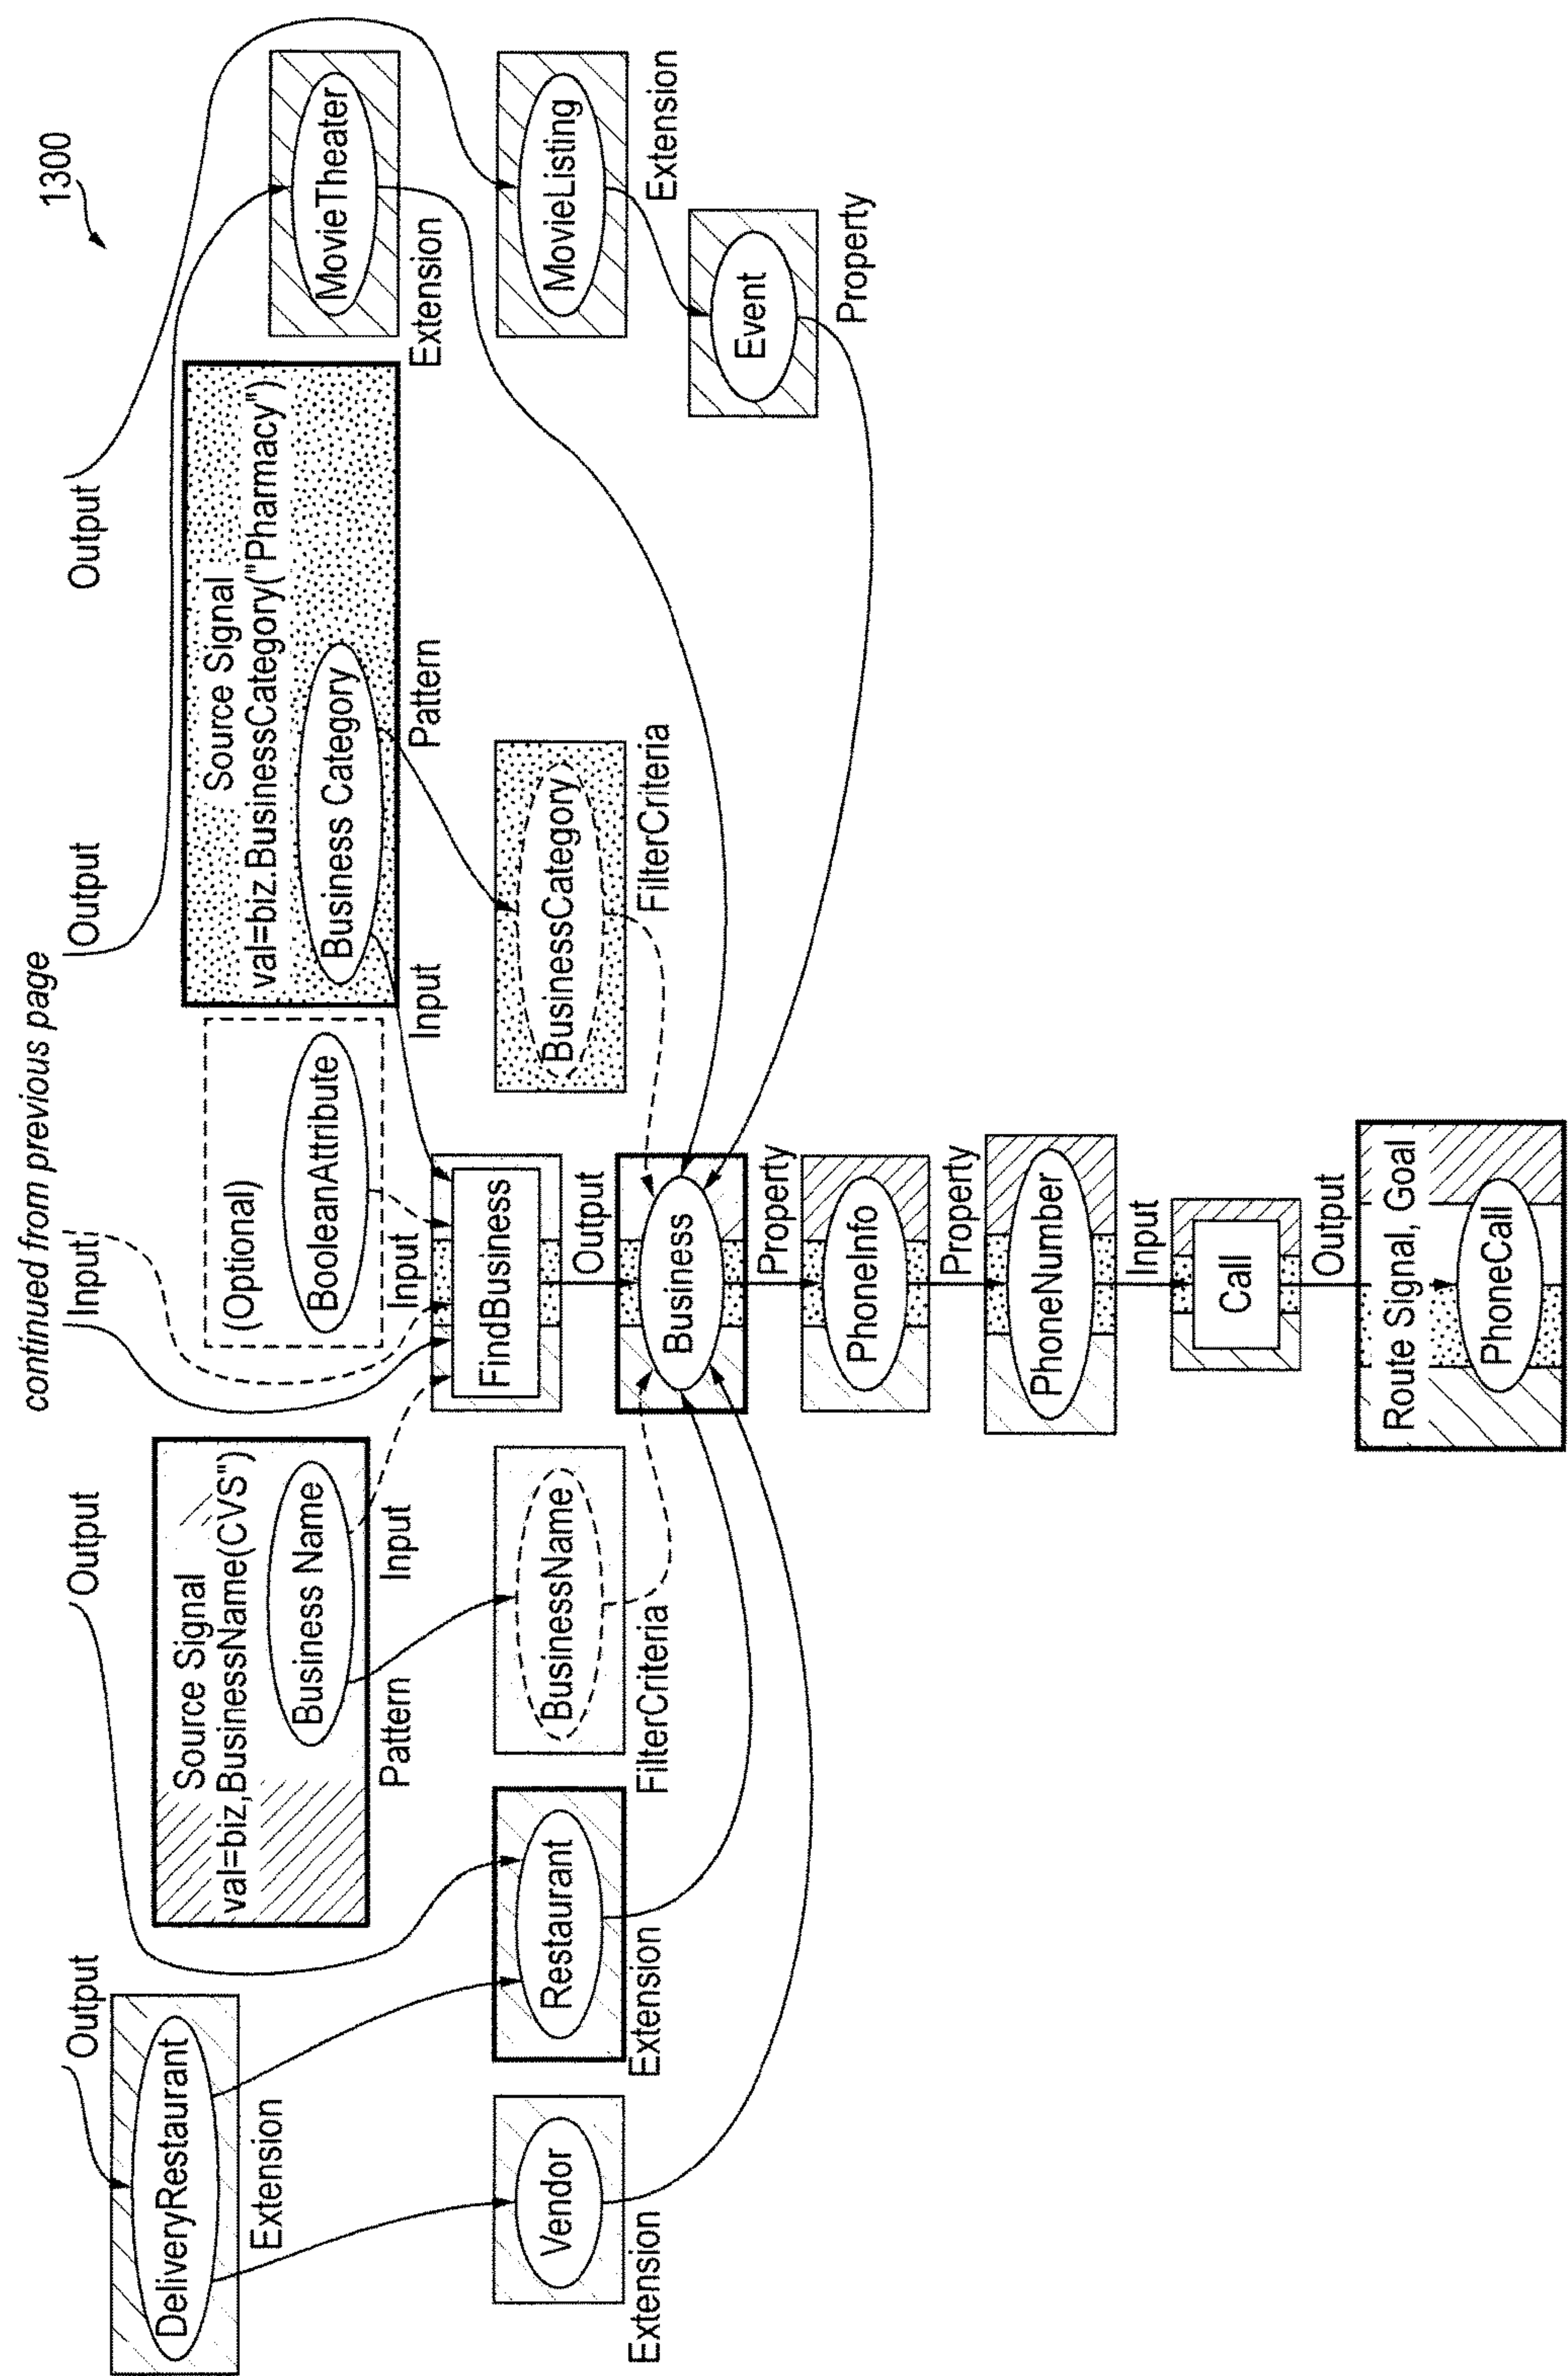 1300
continued from previous page
Output
Output
Input
Output
Output
DeliveryRestaurant
Extension
Source Signal
val=biz,BusinessName(CVS")
Business Name
Pattern
Input
(Optional)
BooleanAttribute
Input
Source Signal
val=biz.BusinessCategory("Pharmacy")
Business Category
Input
Pattern
MovieTheater
Extension
Vendor
Extension
Restaurant
Extension
BusinessName
FilterCriteria
FindBusiness
Output
BusinessCategory
FilterCriteria
MovieListing
Extension
Business
Property
Event
Property
PhoneInfo
Property
PhoneNumber
Input
Call
Output
Route Signal, Goal
PhoneCall